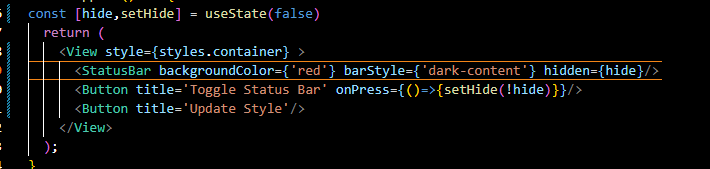 const [hide,setHide] = useState(false)
return (
<View style={styles.container} >
<StatusBar backgroundColor={'red'} barStyle={'dark-content'} hidden={hide}/>
<Button title='Toggle Status Bar' onPress={()=>{setHide(!hide)}}/>
<Button title='Update Style'/>
</View>
);
}